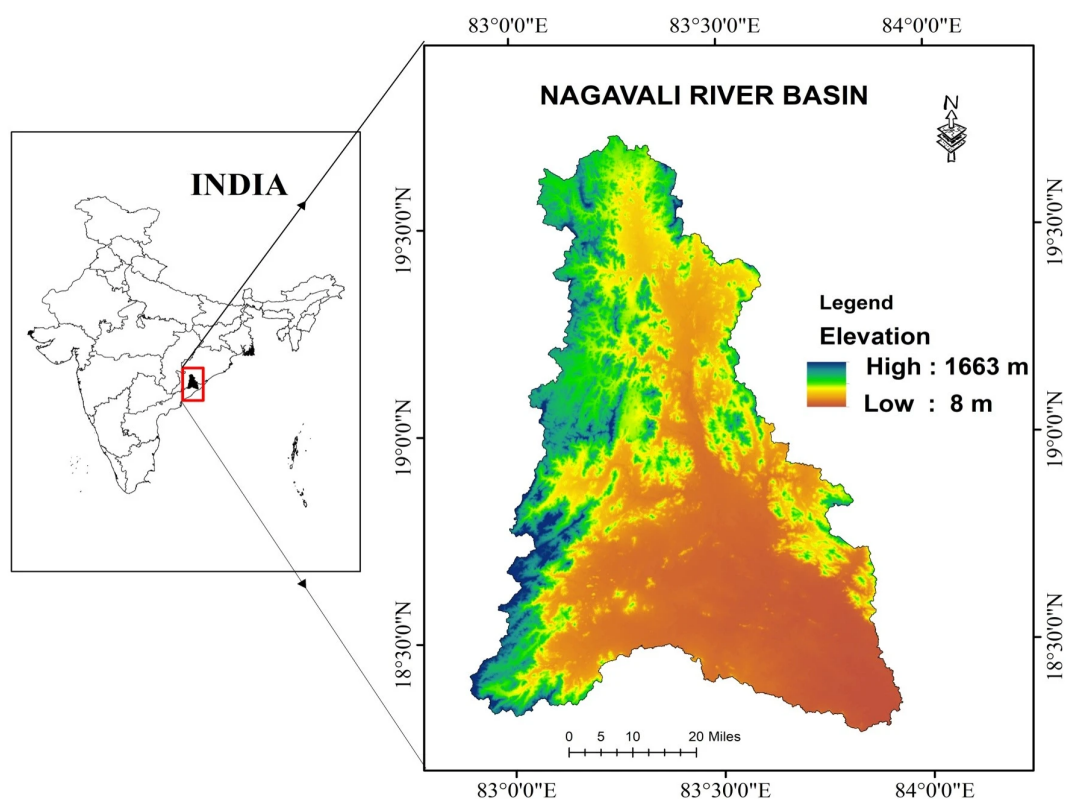 83°0'0"E 83°30'0"E 84°0'0"E
NAGAVALI RIVER BASIN
N
INDIA
19°30'0"N
19°30'0"N
Legend
Elevation
High : 1663 m
Low : 8 m
19°0'0"N
19°0'0"N
18°30'0"N
18°30'0"N
0 5 10 20 Miles
83°0'0"E 83°30'0"E 84°0'0"E